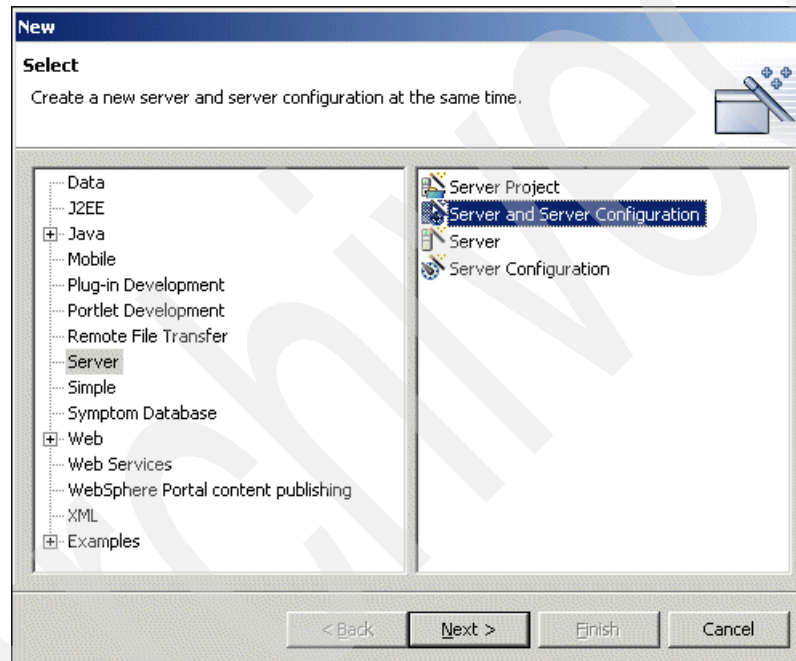 New
Select
Create a new server and server configuration at the same time.
Data
J2EE
Java
Mobile
Plug-in Development
Portlet Development
Remote File Transfer
Server
Simple
Symptom Database
Web
Web Services
WebSphere Portal content publishing
XML
Examples
Server Project
Server and Server Configuration
Server
Server Configuration
< Back
Next >
Finish
Cancel